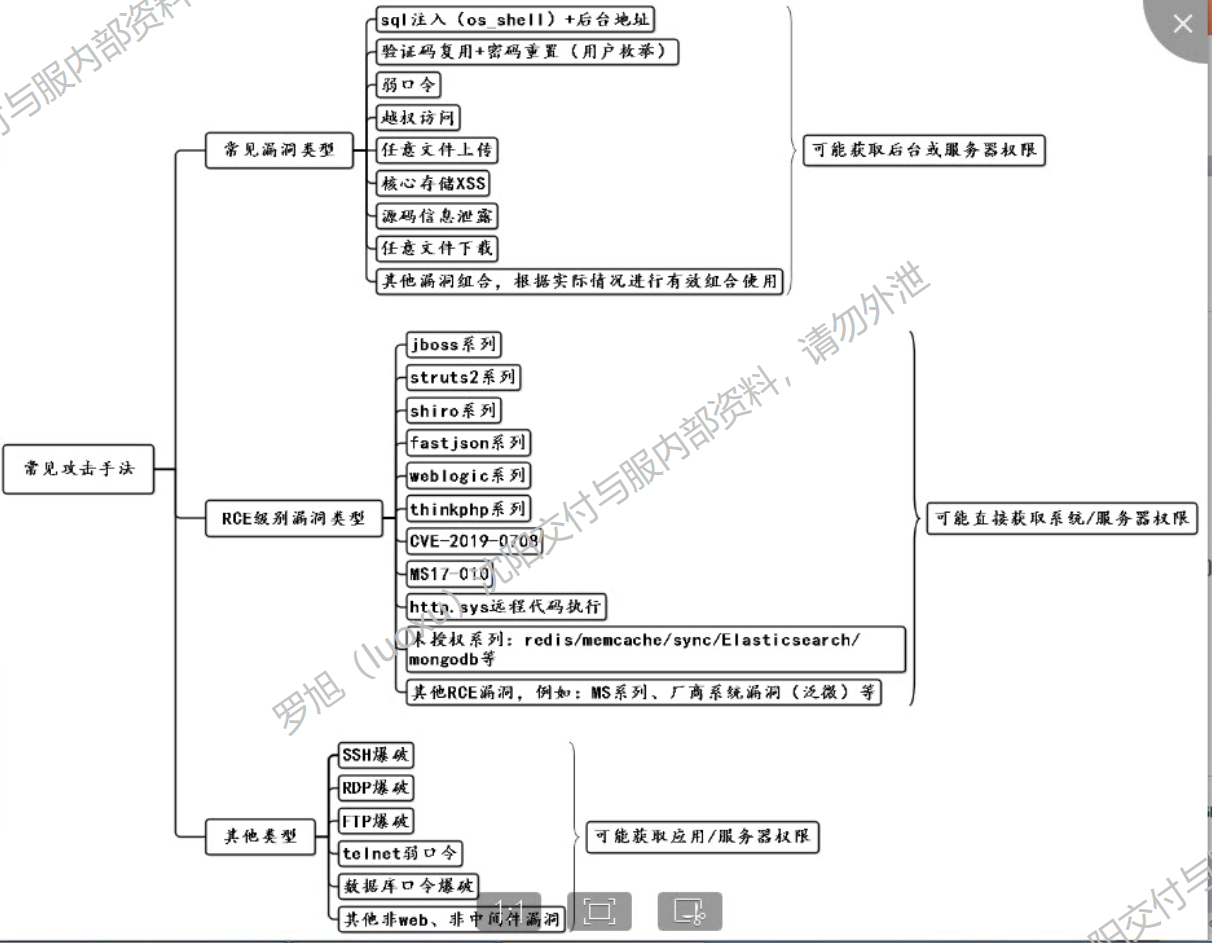 sql注入（os_shell）+后台地址
验证码复用+密码重置（用户枚举）
弱口令
越权访问
常见漏洞类型
任意文件上传
可能获取后台或服务器权限
核心存储XSS
源码信息泄露
任意文件下载
其他漏洞组合，根据实际情况进行有效组合使用
jboss系列
struts2系列
shiro系列
fastjson系列
常见攻击手法
weblogic系列
thinkphp系列
RCE级别漏洞类型
可能直接获取系统/服务器权限
CVE-2019-0708
MS17-010
http.sys远程代码执行
未授权系列：redis/memcache/sync/Elasticsearch/
mongodb等
其他RCE漏洞，例如：MS系列、厂商系统漏洞（泛微）等
SSH爆破
RDP爆破
FTP爆破
其他类型
可能获取应用/服务器权限
telnet弱口令
数据库口令爆破
其他非web、非中间件漏洞
1:1
罗旭（luoxu）沈阳交付与服内部资料，请勿外泄
付与服内部资料
阳交付与